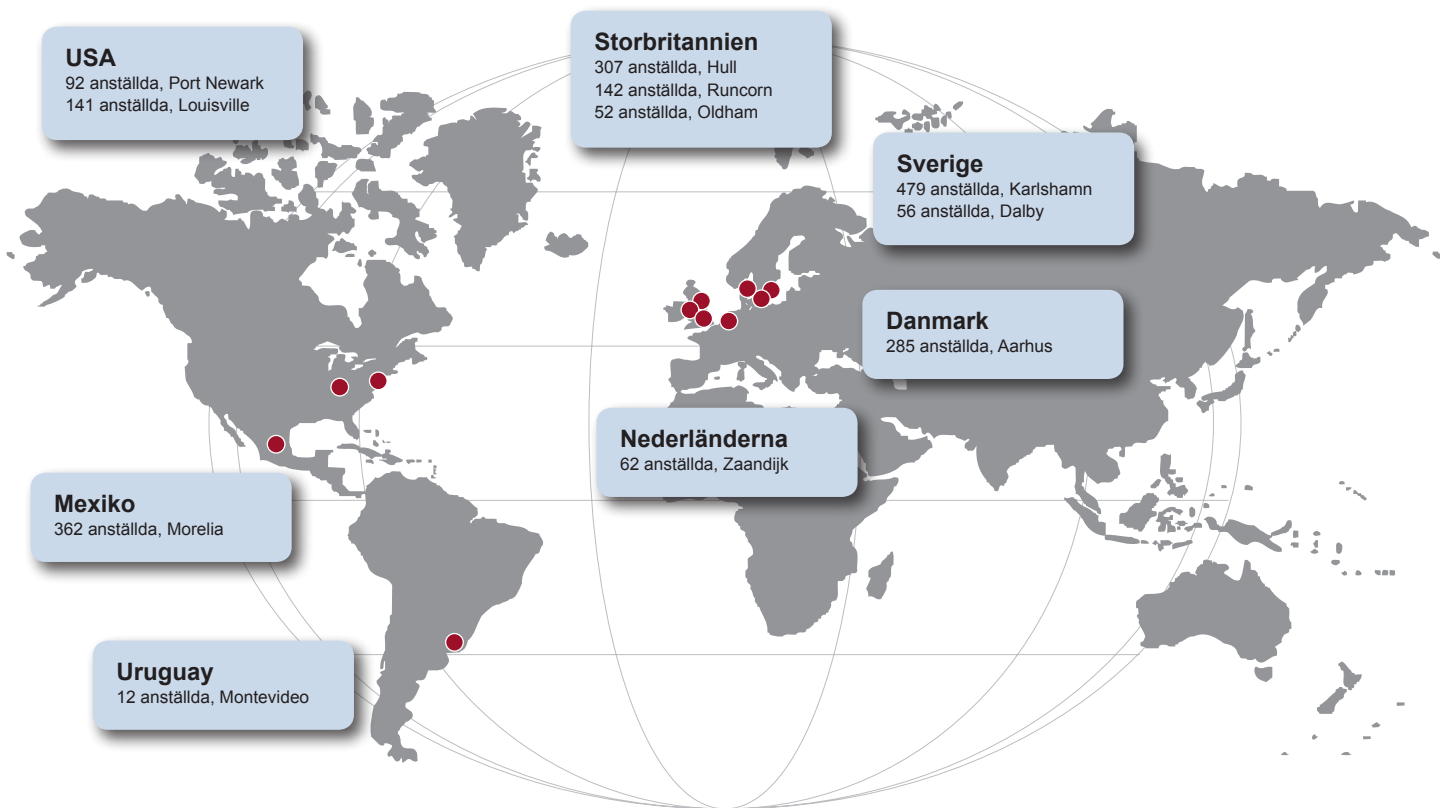 USA
92 anställda, Port Newark
141 anställda, Louisville
Storbritannien
307 anställda, Hull
142 anställda, Runcorn
52 anställda, Oldham
Sverige
479 anställda, Karlshamn
56 anställda, Dalby
Danmark
285 anställda, Aarhus
Nederländerna
62 anställda, Zaandijk
Mexiko
362 anställda, Morelia
Uruguay
12 anställda, Montevideo